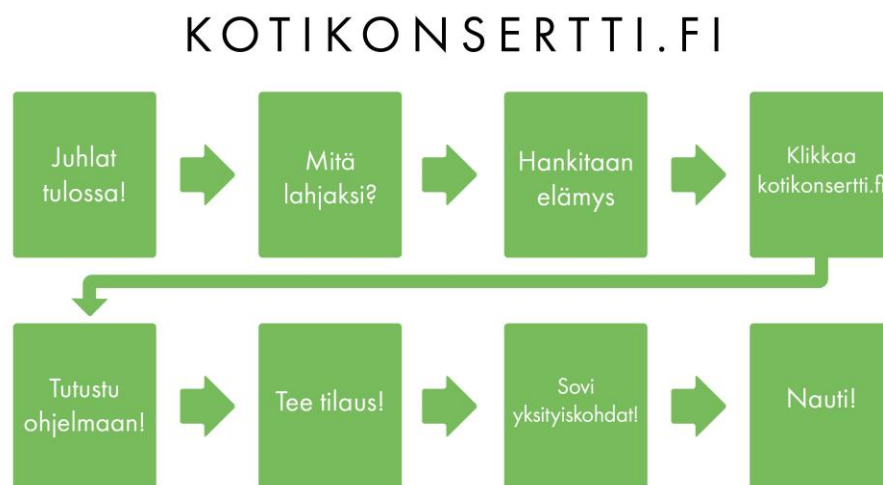 KOTIKONSERTTI.FI
Juhlat
tulossa!
Mitä
lahjaksi?
Hankitaan
elämys
Klikkaa
kotikonsertti.fi
Tutustu
ohjelmaan!
Tee tilaus!
Sovi
yksityiskohdat!
Nauti!